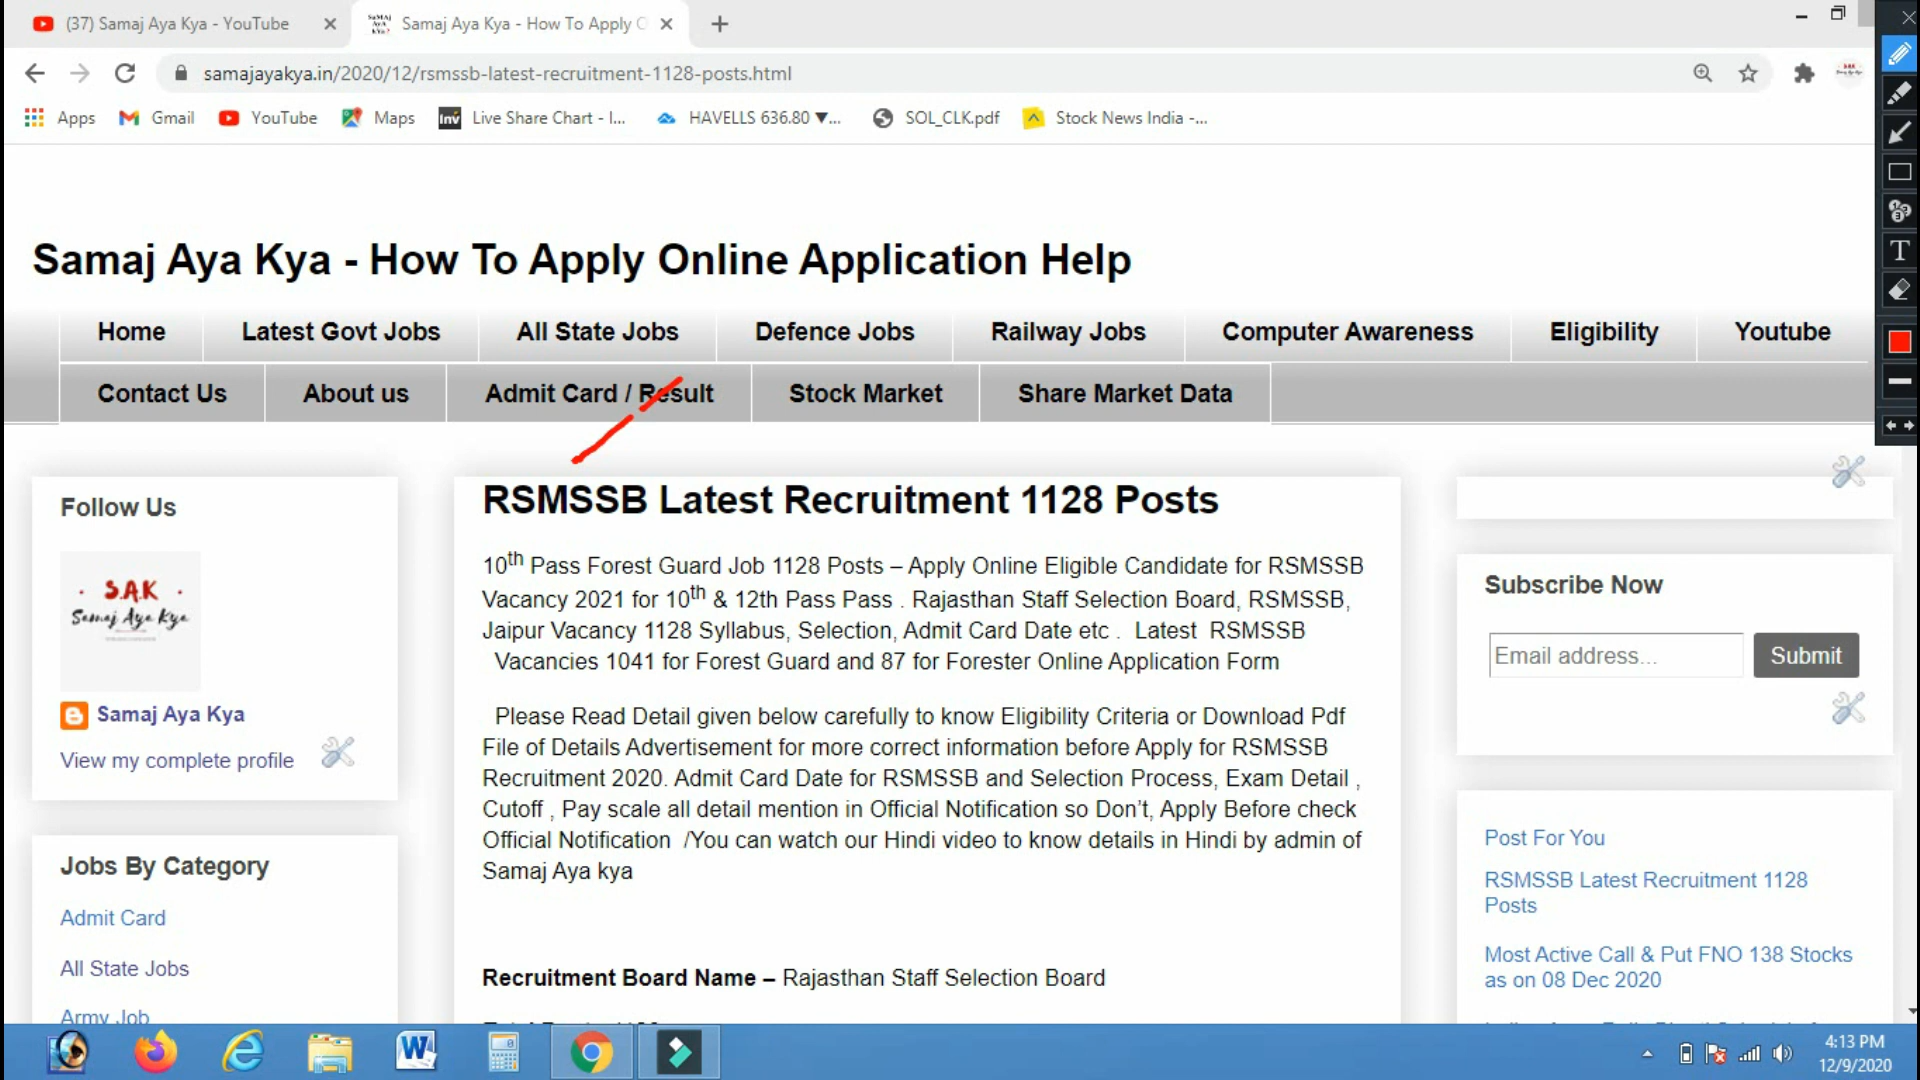 (37) Samaj Aya Kya - YouTube
Samaj Aya Kya - How To Apply O
samajayakya.in/2020/12/rsmssb-latest-recruitment-1128-posts.html
Apps Gmail YouTube Maps Inv Live Share Chart - I... HAVELLS 636.80 ▼... SOL_CLK.pdf Stock News India -...
Samaj Aya Kya - How To Apply Online Application Help
Home Latest Govt Jobs All State Jobs Defence Jobs Railway Jobs Computer Awareness Eligibility Youtube
Contact Us About us Admit Card / Result Stock Market Share Market Data
Follow Us
· S.A.K ·
Samaj Aya Kya
Samaj Aya Kya
View my complete profile
Jobs By Category
Admit Card
All State Jobs
Army Job
RSMSSB Latest Recruitment 1128 Posts
10th Pass Forest Guard Job 1128 Posts – Apply Online Eligible Candidate for RSMSSB
Vacancy 2021 for 10th & 12th Pass Pass . Rajasthan Staff Selection Board, RSMSSB,
Jaipur Vacancy 1128 Syllabus, Selection, Admit Card Date etc . Latest RSMSSB
Vacancies 1041 for Forest Guard and 87 for Forester Online Application Form
Please Read Detail given below carefully to know Eligibility Criteria or Download Pdf
File of Details Advertisement for more correct information before Apply for RSMSSB
Recruitment 2020. Admit Card Date for RSMSSB and Selection Process, Exam Detail ,
Cutoff , Pay scale all detail mention in Official Notification so Don't, Apply Before check
Official Notification /You can watch our Hindi video to know details in Hindi by admin of
Samaj Aya kya
Recruitment Board Name – Rajasthan Staff Selection Board
Subscribe Now
Email address... Submit
Post For You
RSMSSB Latest Recruitment 1128
Posts
Most Active Call & Put FNO 138 Stocks
as on 08 Dec 2020
4:13 PM
12/9/2020